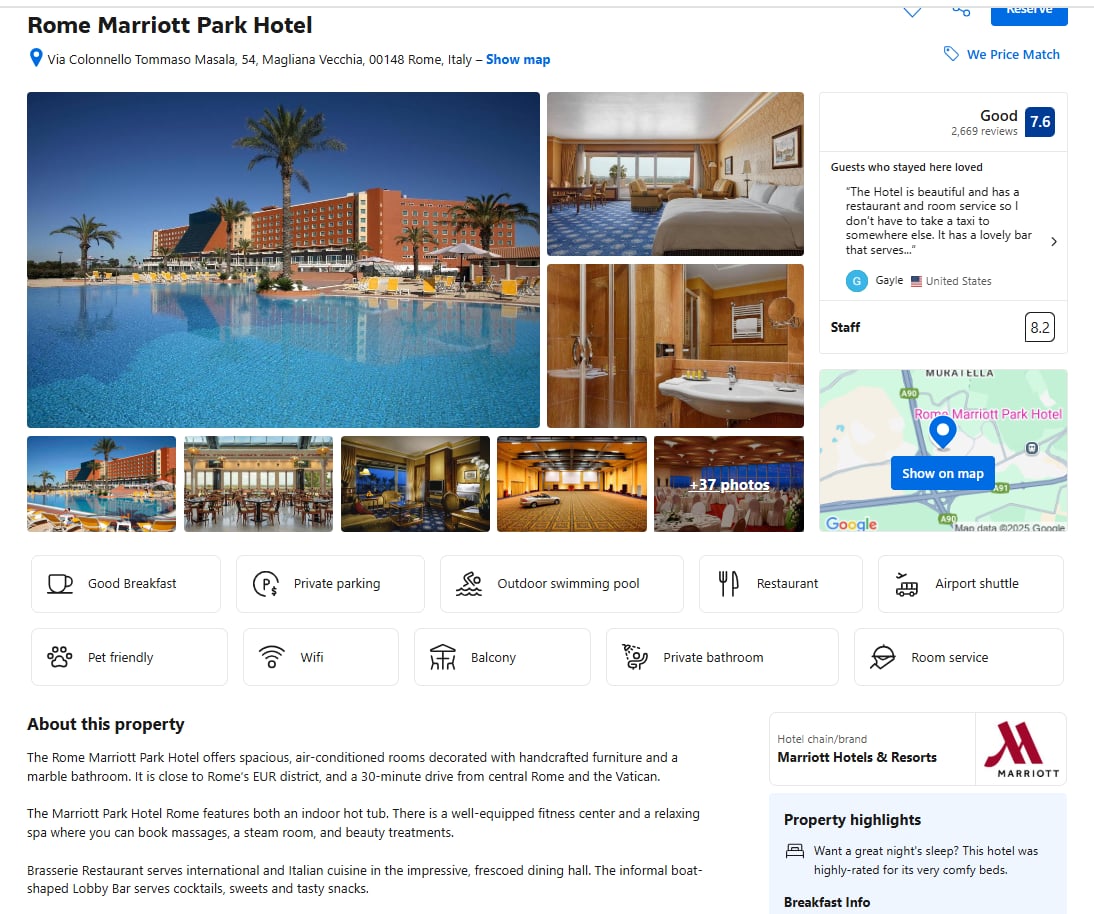 Reserve
Rome Marriott Park Hotel
Via Colonnello Tommaso Masala, 54, Magliana Vecchia, 00148 Rome, Italy – Show map
We Price Match
Good
7.6
2,669 reviews
Guests who stayed here loved
“The Hotel is beautiful and has a
restaurant and room service so I
don’t have to take a taxi to
somewhere else. It has a lovely bar
that serves...”
G
Gayle
United States
Staff
8.2
+37 photos
MURATELLA
A90
Rome Marriott Park Hotel
Show on map
A91
A90
Google
Map data ©2025 Google
Good Breakfast
Private parking
Outdoor swimming pool
Restaurant
Airport shuttle
Pet friendly
Wifi
Balcony
Private bathroom
Room service
About this property
The Rome Marriott Park Hotel offers spacious, air-conditioned rooms decorated with handcrafted furniture and a
marble bathroom. It is close to Rome's EUR district, and a 30-minute drive from central Rome and the Vatican.
The Marriott Park Hotel Rome features both an indoor hot tub. There is a well-equipped fitness center and a relaxing
spa where you can book massages, a steam room, and beauty treatments.
Brasserie Restaurant serves international and Italian cuisine in the impressive, frescoed dining hall. The informal boat-
shaped Lobby Bar serves cocktails, sweets and tasty snacks.
Hotel chain/brand
Marriott Hotels & Resorts
MARRIOTT
Property highlights
Want a great night's sleep? This hotel was
highly-rated for its very comfy beds.
Breakfast Info